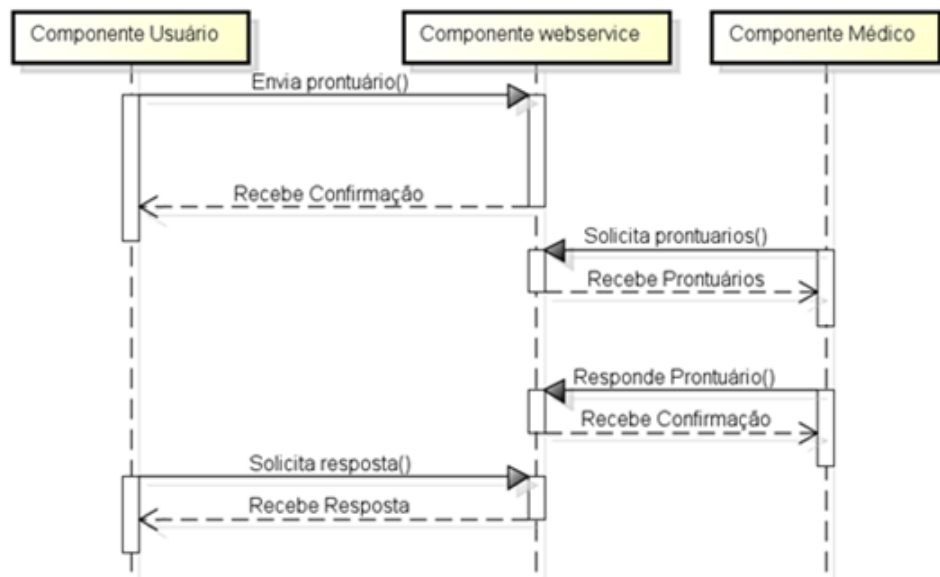 Componente Usuário
Componente webservice
Componente Médico
Envia prontuário()
Recebe Confirmação
Solicita prontuarios()
Recebe Prontuários
Responde Prontuário()
Recebe Confirmação
Solicita resposta()
Recebe Resposta